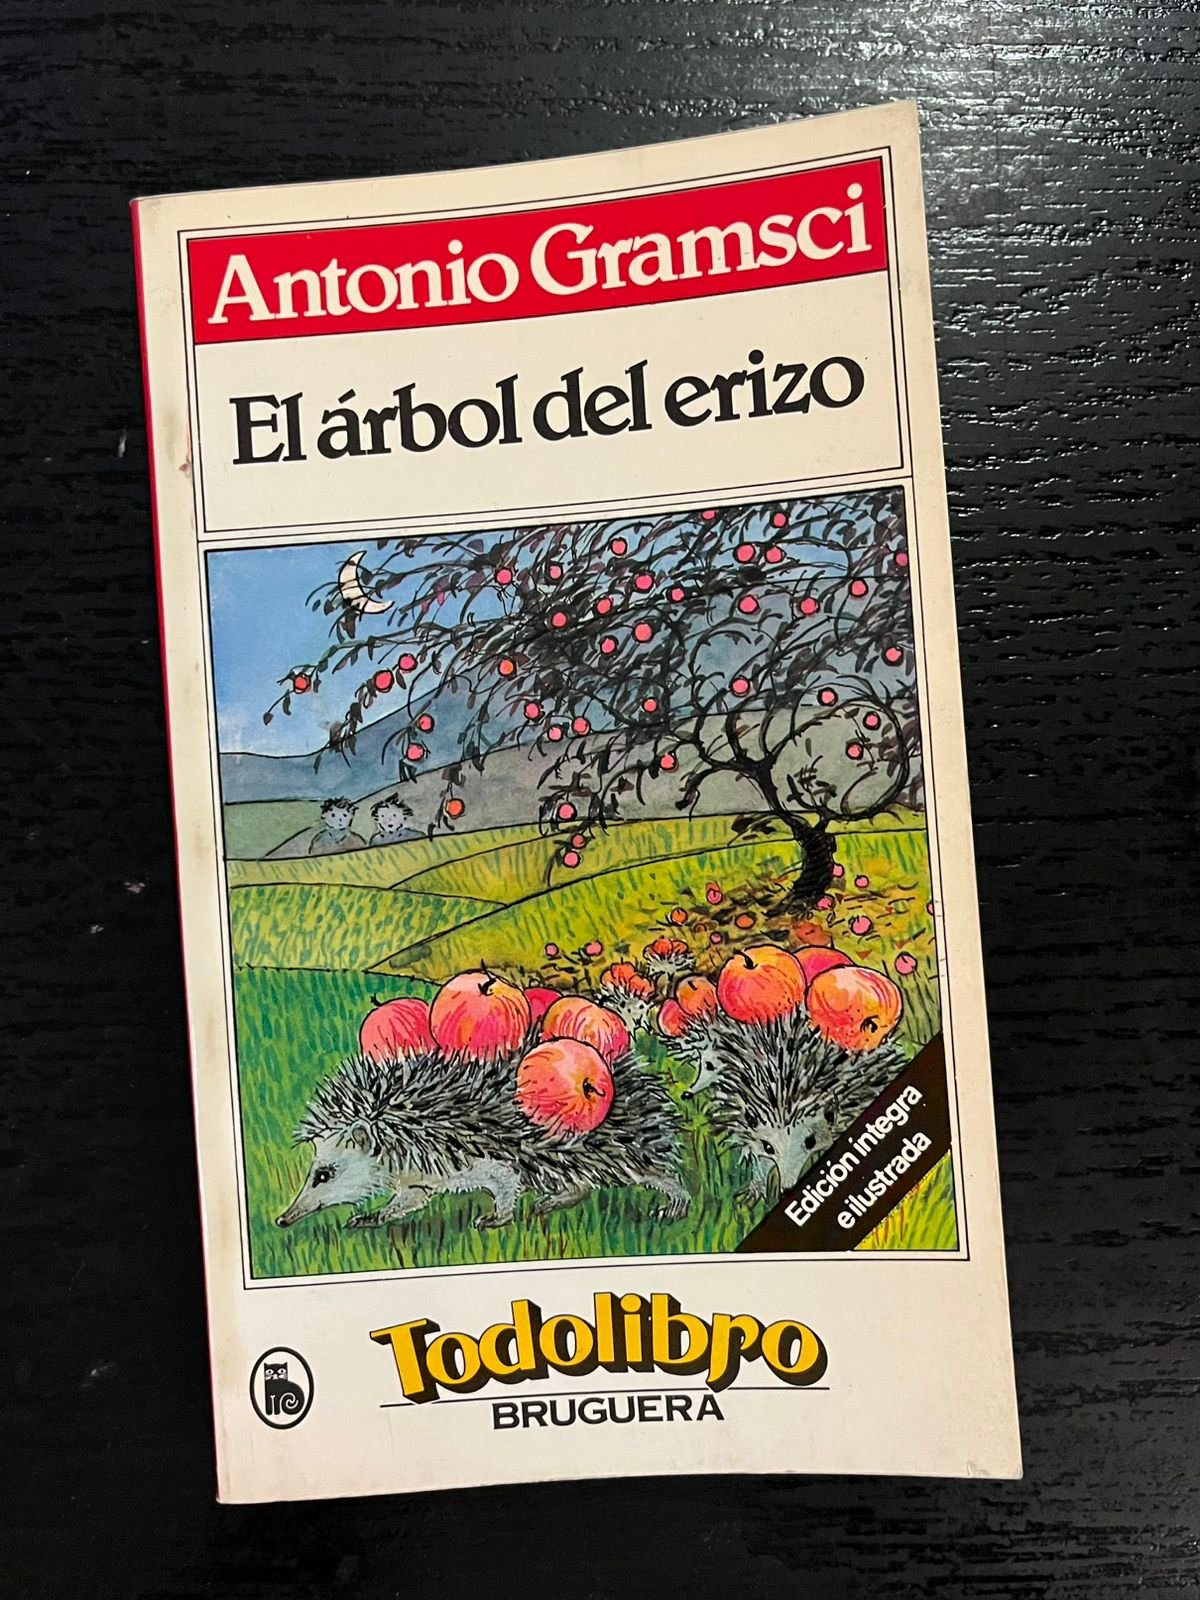 Antonio Gramsci
El árbol del erizo
Edición íntegra
e ilustrada
Todolibro
BRUGUERA